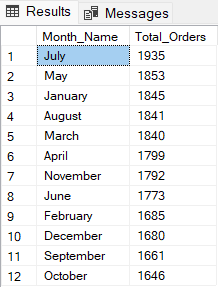 Results Messages
Month_Name Total_Orders
1 July 1935
2 May 1853
3 January 1845
4 August 1841
5 March 1840
6 April 1799
7 November 1792
8 June 1773
9 February 1685
10 December 1680
11 September 1661
12 October 1646